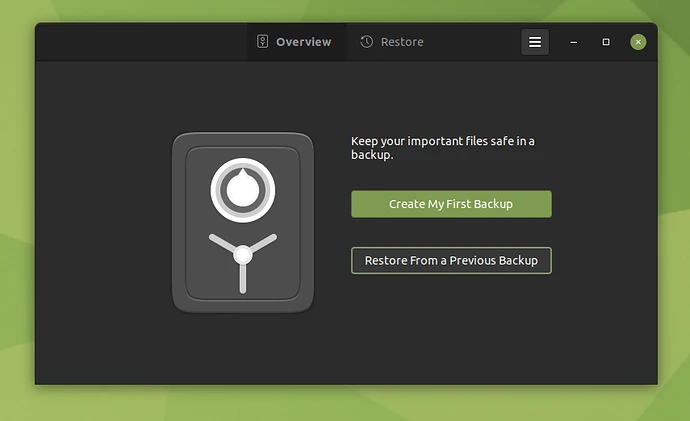 Overview
Restore
Keep your important files safe in a
backup.
Create My First Backup
Restore From a Previous Backup